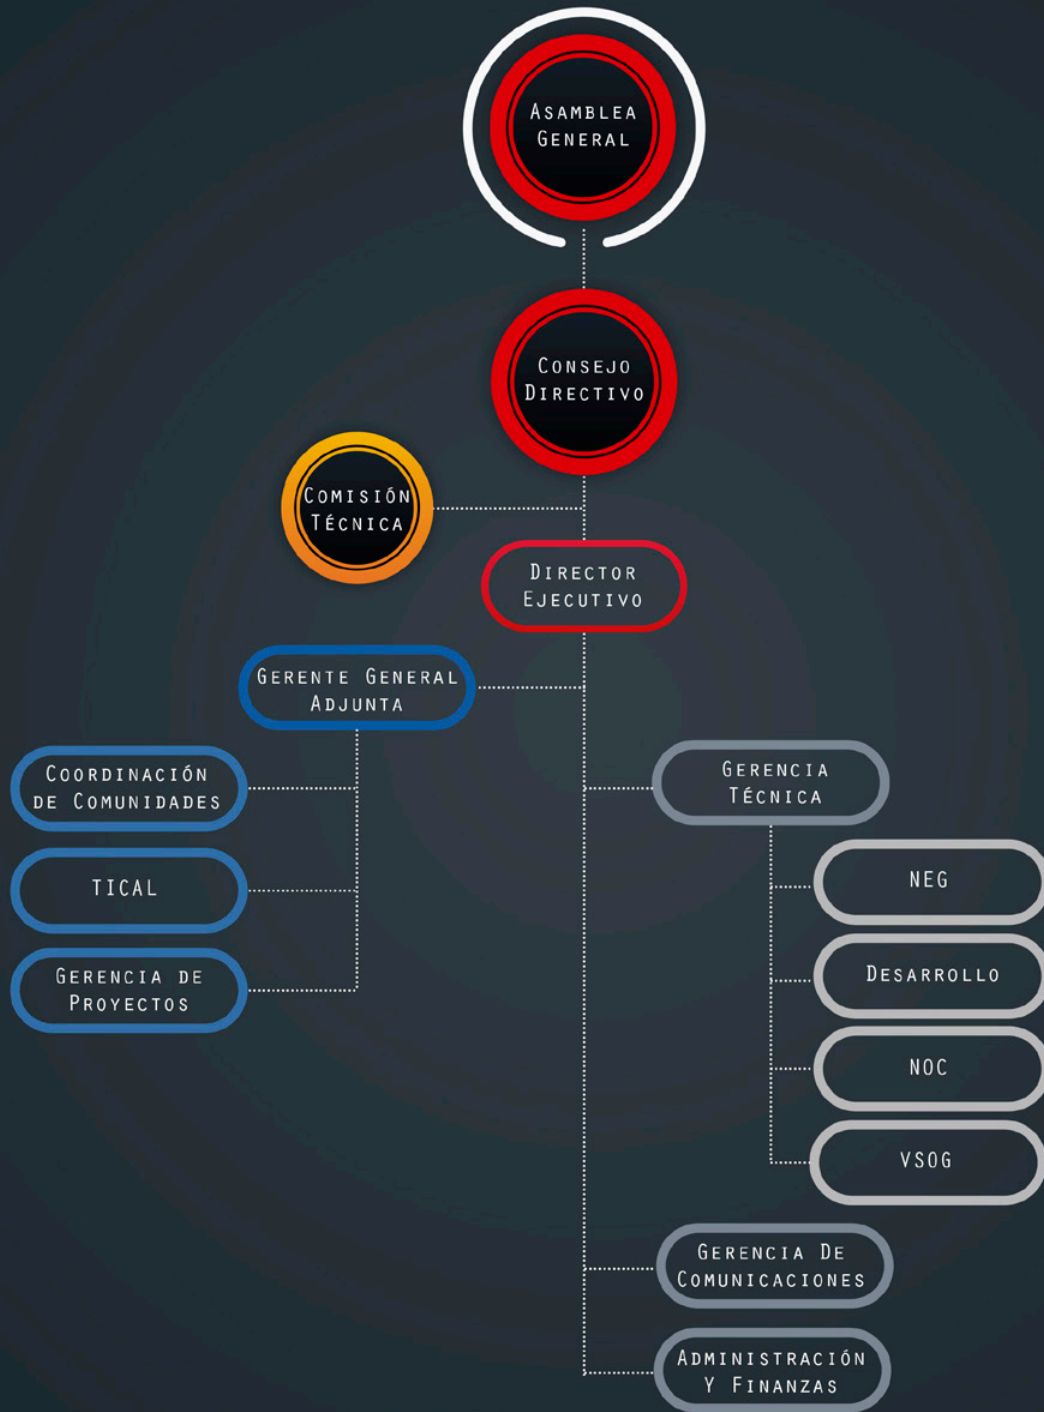 Asamblea
General
Consejo
Directivo
Comisión
Técnica
Director
Ejecutivo
Gerente General
Adjunta
Coordinación
de Comunidades
TICAL
Gerencia de
Proyectos
Gerencia
Técnica
NEG
Desarrollo
NOC
VSOG
Gerencia De
Comunicaciones
Administración
Y Finanzas